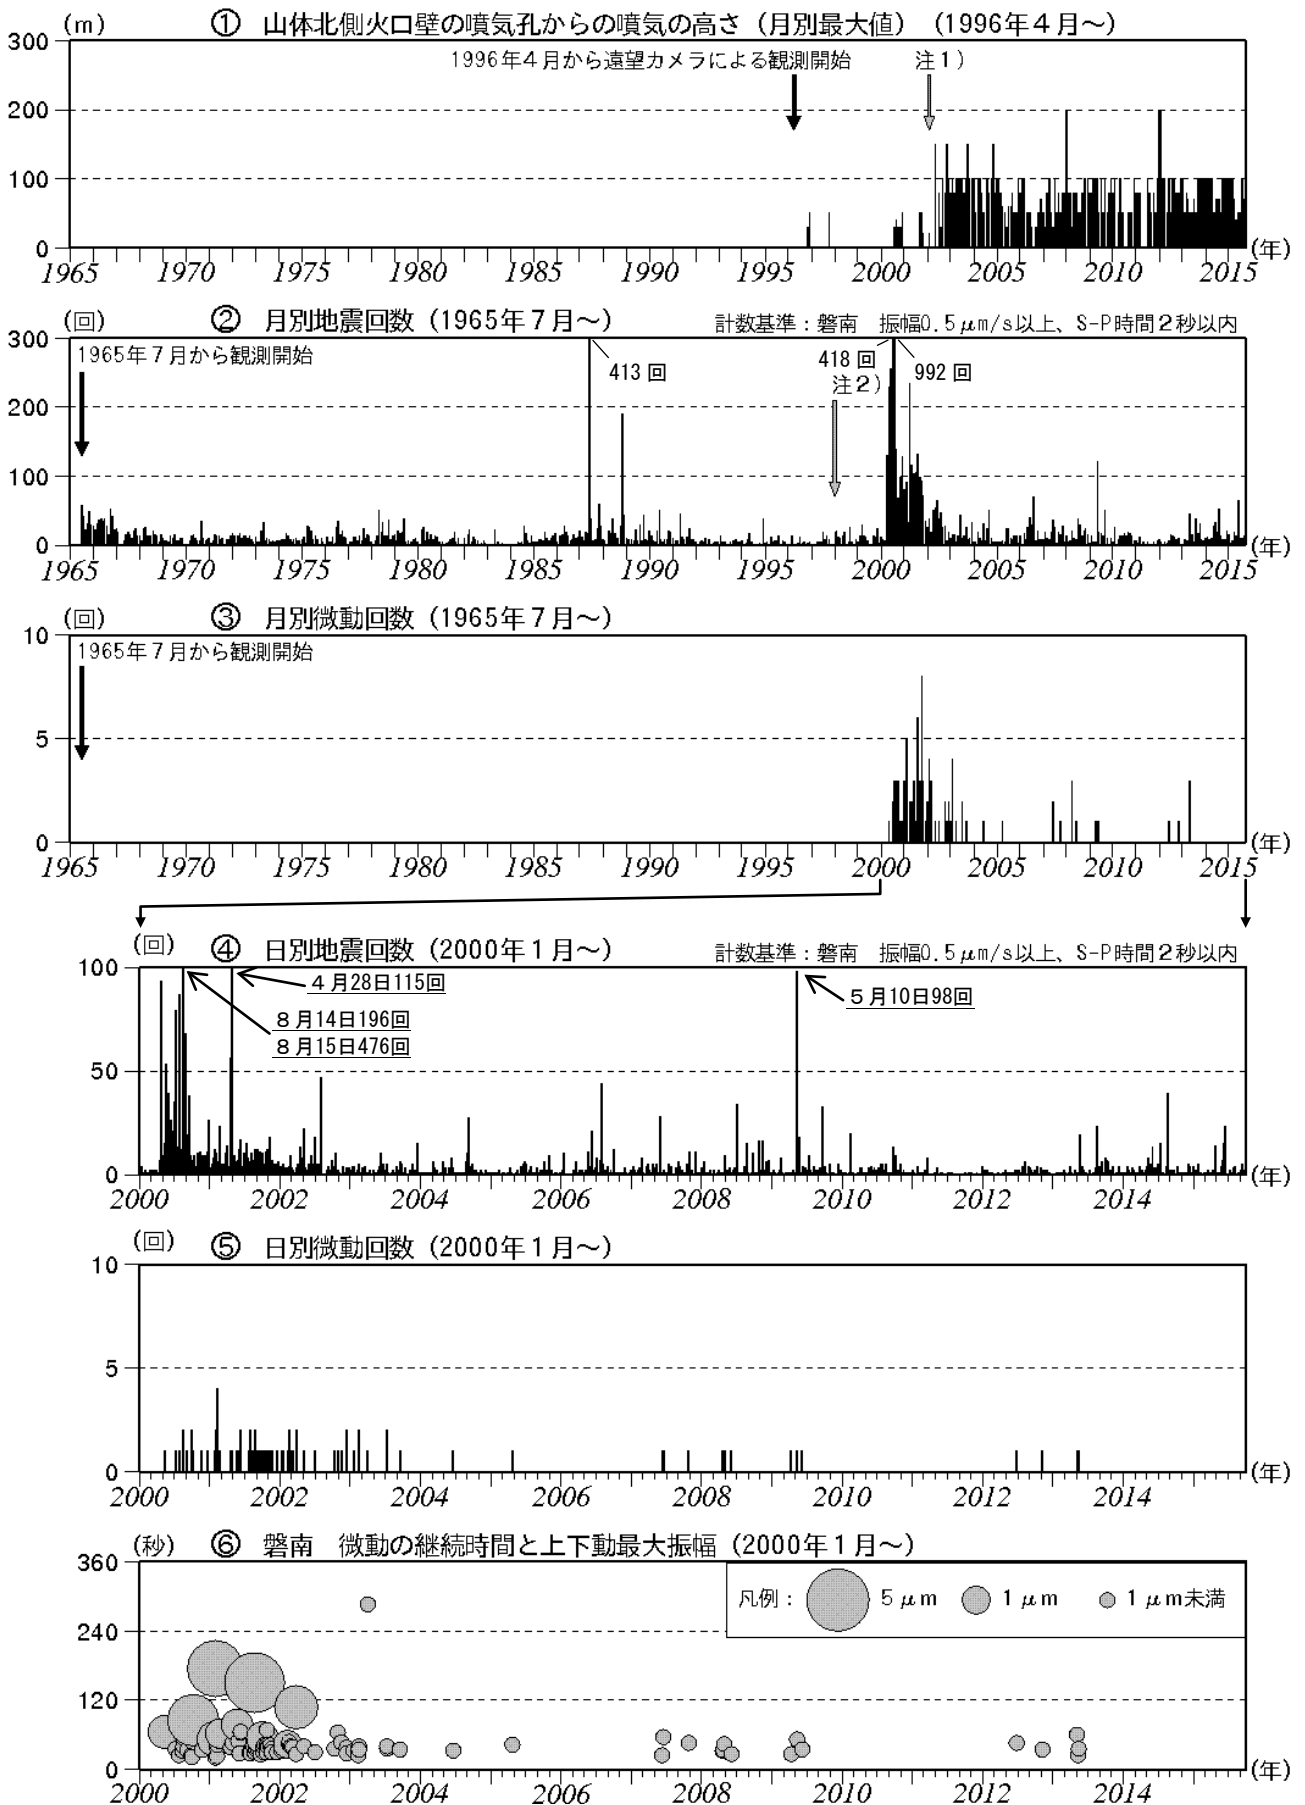 (m) ① 山体北側火口壁の噴気孔からの噴気の高さ（月別最大値）（1996年４月～）
300
1996年４月から遠望カメラによる観測開始 注１）
200
100
0
(年)
1965 1970 1975 1980 1985 1990 1995 2000 2005 2010 2015
(回) ② 月別地震回数（1965年７月～） 計数基準：磐南 振幅0.5μm/s以上、S-P時間２秒以内
300
1965年７月から観測開始
413 回
418 回
992 回
注２）
200
100
0
(年)
1965 1970 1975 1980 1985 1990 1995 2000 2005 2010 2015
(回) ③ 月別微動回数（1965年７月～）
10
1965年７月から観測開始
5
0
(年)
1965 1970 1975 1980 1985 1990 1995 2000 2005 2010 2015
(回) ④ 日別地震回数（2000年１月～） 計数基準：磐南 振幅0.5μm/s以上、S-P時間２秒以内
100
４月28日115回
５月10日98回
８月14日196回
８月15日476回
50
0
(年)
2000 2002 2004 2006 2008 2010 2012 2014
(回) ⑤ 日別微動回数（2000年１月～）
10
5
0
(年)
2000 2002 2004 2006 2008 2010 2012 2014
(秒) ⑥ 磐南 微動の継続時間と上下動最大振幅（2000年１月～）
360
凡例： 5 μm 1 μm 1 μm未満
240
120
0
(年)
2000 2002 2004 2006 2008 2010 2012 2014